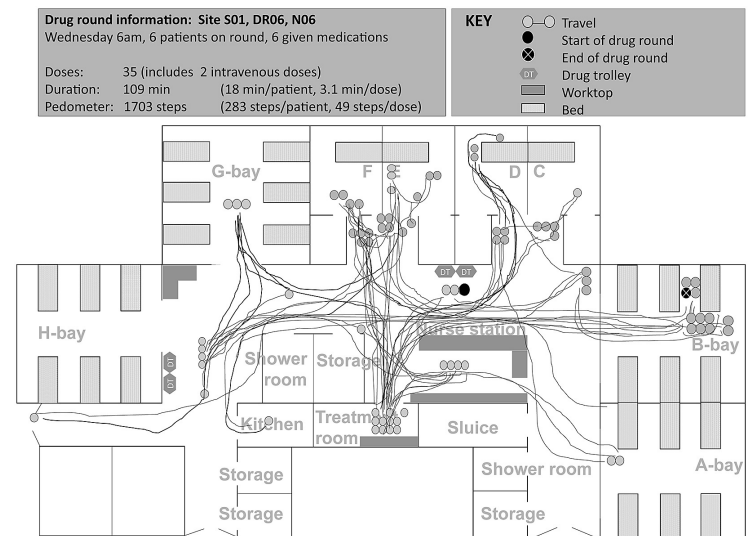 Drug round information: Site S01, DR06, N06
Wednesday 6am, 6 patients on round, 6 given medications
Doses: 35 (includes 2 intravenous doses)
Duration: 109 min (18 min/patient, 3.1 min/dose)
Pedometer: 1703 steps (283 steps/patient, 49 steps/dose)
KEY
Travel
Start of drug round
End of drug round
DT Drug trolley
Worktop
Bed
G-bay
F E
D C
DT DT
H-bay
Nurse station
B-bay
DT
DT
Shower
room
Storage
Kitchen
Treatm
room
Sluice
Storage
Shower room
A-bay
Storage
Storage